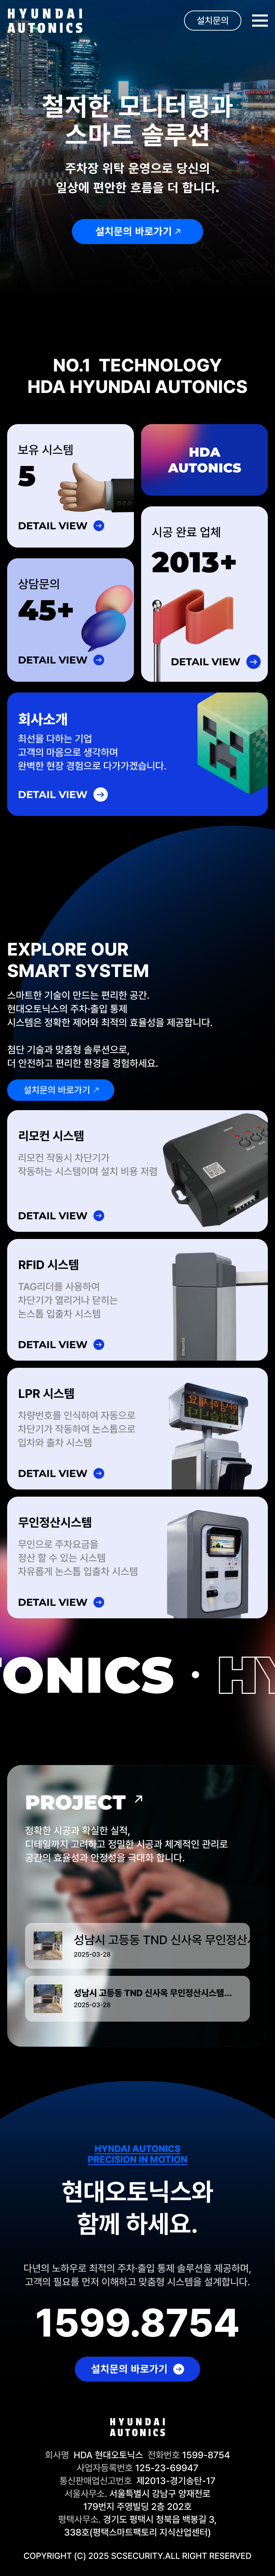 HYUNDAI
AUTONICS
설치문의
철저한 모니터링과
스마트 솔루션
주차장 위탁 운영으로 당신의
일상에 편안한 흐름을 더 합니다.
설치문의 바로가기
NO.1 TECHNOLOGY
HDA HYUNDAI AUTONICS
보유 시스템
5
DETAIL VIEW
HDA
AUTONICS
시공 완료 업체
2013+
DETAIL VIEW
상담문의
45+
DETAIL VIEW
회사소개
최선을 다하는 기업
고객의 마음으로 생각하며
완벽한 현장 경험으로 다가가겠습니다.
DETAIL VIEW
EXPLORE OUR
SMART SYSTEM
스마트한 기술이 만드는 편리한 공간.
현대오토닉스의 주차·출입 통제
시스템은 정확한 제어와 최적의 효율성을 제공합니다.
첨단 기술과 맞춤형 솔루션으로,
더 안전하고 편리한 환경을 경험하세요.
설치문의 바로가기
리모컨 시스템
리모컨 작동시 차단기가
작동하는 시스템이며 설치 비용 저렴
DETAIL VIEW
RFID 시스템
TAG리더를 사용하여
차단기가 열리거나 닫히는
논스톱 입출차 시스템
DETAIL VIEW
LPR 시스템
차량번호를 인식하여 자동으로
차단기가 작동하여 논스톱으로
입차와 출차 시스템
DETAIL VIEW
무인정산시스템
무인으로 주차요금을
정산 할 수 있는 시스템
자유롭게 논스톱 입출차 시스템
DETAIL VIEW
TONICS · HY
PROJECT
정확한 시공과 확실한 실적,
디테일까지 고려하고 정밀한 시공과 체계적인 관리로
공간의 효율성과 안정성을 극대화 합니다.
성남시 고등동 TND 신사옥 무인정산
2025-03-28
성남시 고등동 TND 신사옥 무인정산시스템...
2025-03-28
HYNDAI AUTONICS
PRECISION IN MOTION
현대오토닉스와
함께 하세요.
다년의 노하우로 최적의 주차·출입 통제 솔루션을 제공하며,
고객의 필요를 먼저 이해하고 맞춤형 시스템을 설계합니다.
1599.8754
설치문의 바로가기
HYUNDAI
AUTONICS
회사명 HDA 현대오토닉스 전화번호 1599-8754
사업자등록번호 125-23-69947
통신판매업신고번호 제2013-경기송탄-17
서울사무소. 서울특별시 강남구 양재천로
179번지 주영빌딩 2층 202호
평택사무소. 경기도 평택시 청북읍 백봉길 3,
338호(평택스마트팩토리 지식산업센터)
COPYRIGHT (C) 2025 SCSECURITY.ALL RIGHT RESERVED